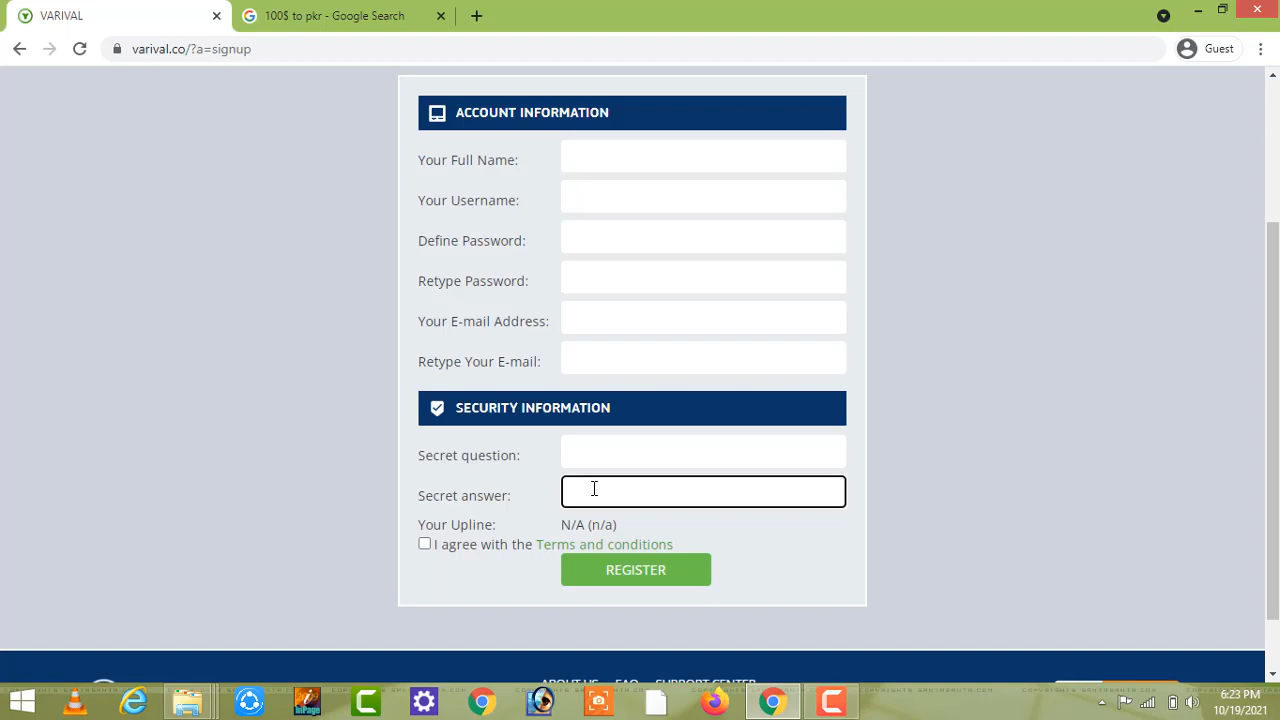 VARIVAL
100$ to pkr - Google Search
varival.co/?a=signup
Guest
ACCOUNT INFORMATION
Your Full Name:
Your Username:
Define Password:
Retype Password:
Your E-mail Address:
Retype Your E-mail:
SECURITY INFORMATION
Secret question:
Secret answer:
Your Upline: N/A (n/a)
I agree with the Terms and conditions
REGISTER
InPage
6:23 PM
10/19/2021